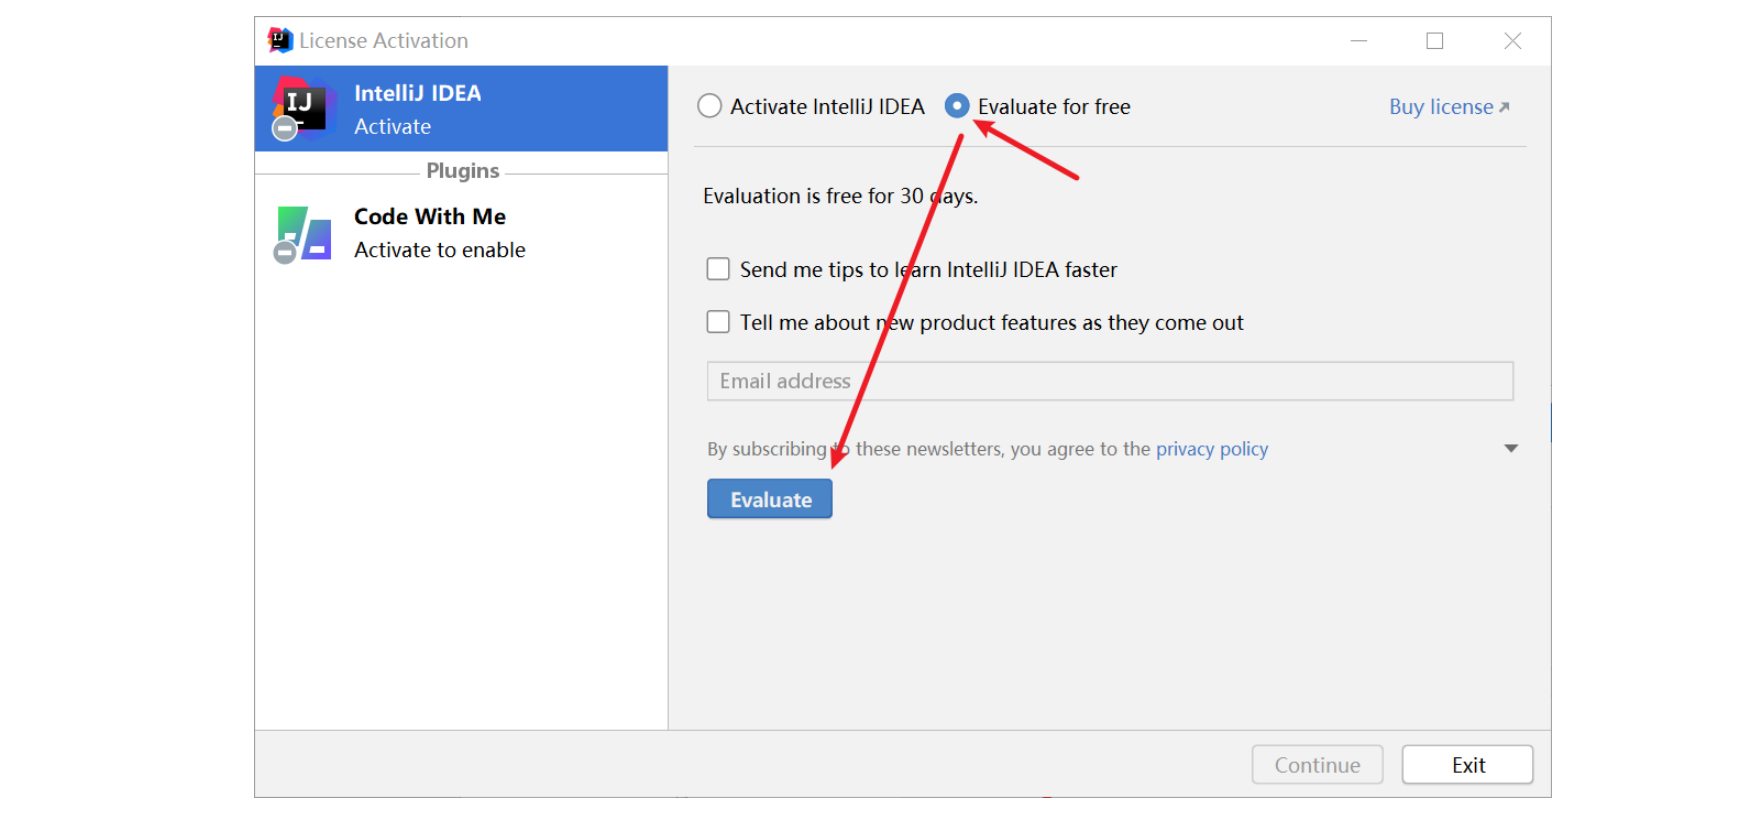 License Activation
IntelliJ IDEA
Activate
Plugins
Code With Me
Activate to enable
Activate IntelliJ IDEA Evaluate for free Buy license
Evaluation is free for 30 days.
Send me tips to learn IntelliJ IDEA faster
Tell me about new product features as they come out
Email address
By subscribing to these newsletters, you agree to the privacy policy
Evaluate
Continue Exit